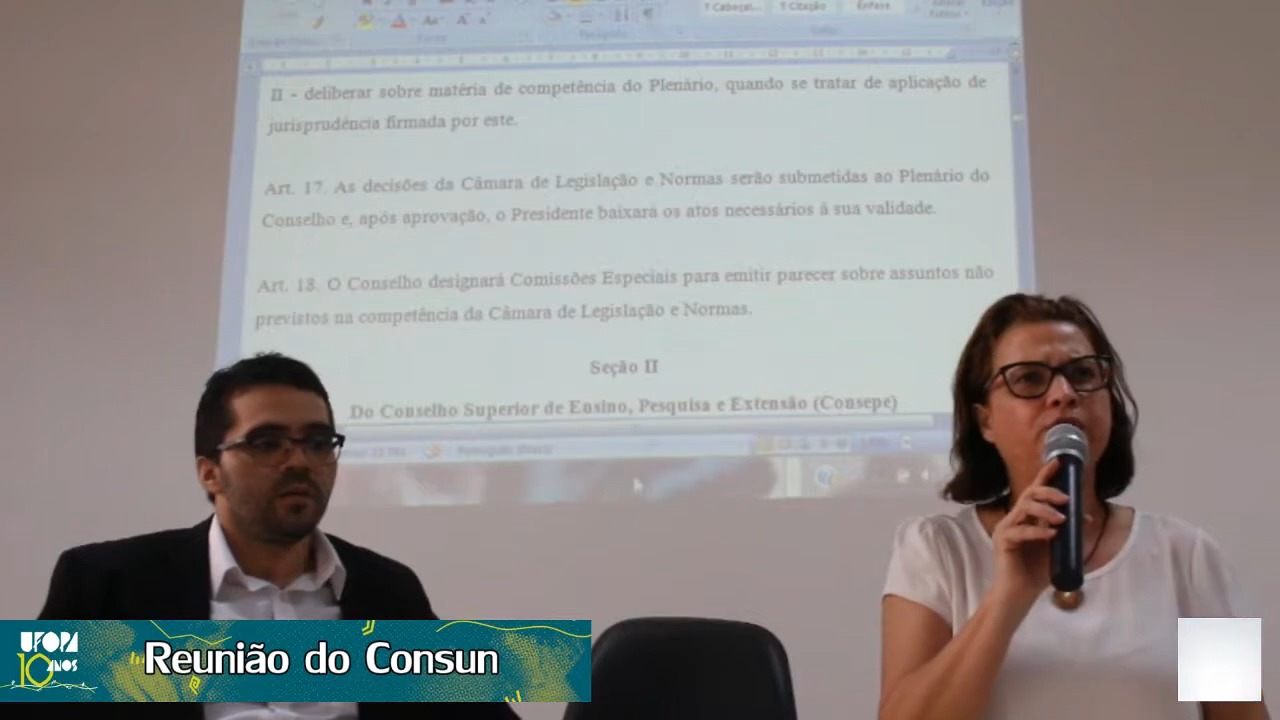 ¶ Cabeçal...
¶ Citação
Ênfase
II - deliberar sobre matéria de competência do Plenário, quando se tratar de aplicação de
jurisprudência firmada por este.
Art. 17. As decisões da Câmara de Legislação e Normas serão submetidas ao Plenário do
Conselho e, após aprovação, o Presidente baixará os atos necessários à sua validade.
Art. 18. O Conselho designará Comissões Especiais para emitir parecer sobre assuntos não
previstos na competência da Câmara de Legislação e Normas.
Seção II
Do Conselho Superior de Ensino, Pesquisa e Extensão (Consepe)
UFOPA
10 ANOS
Reunião do Consun